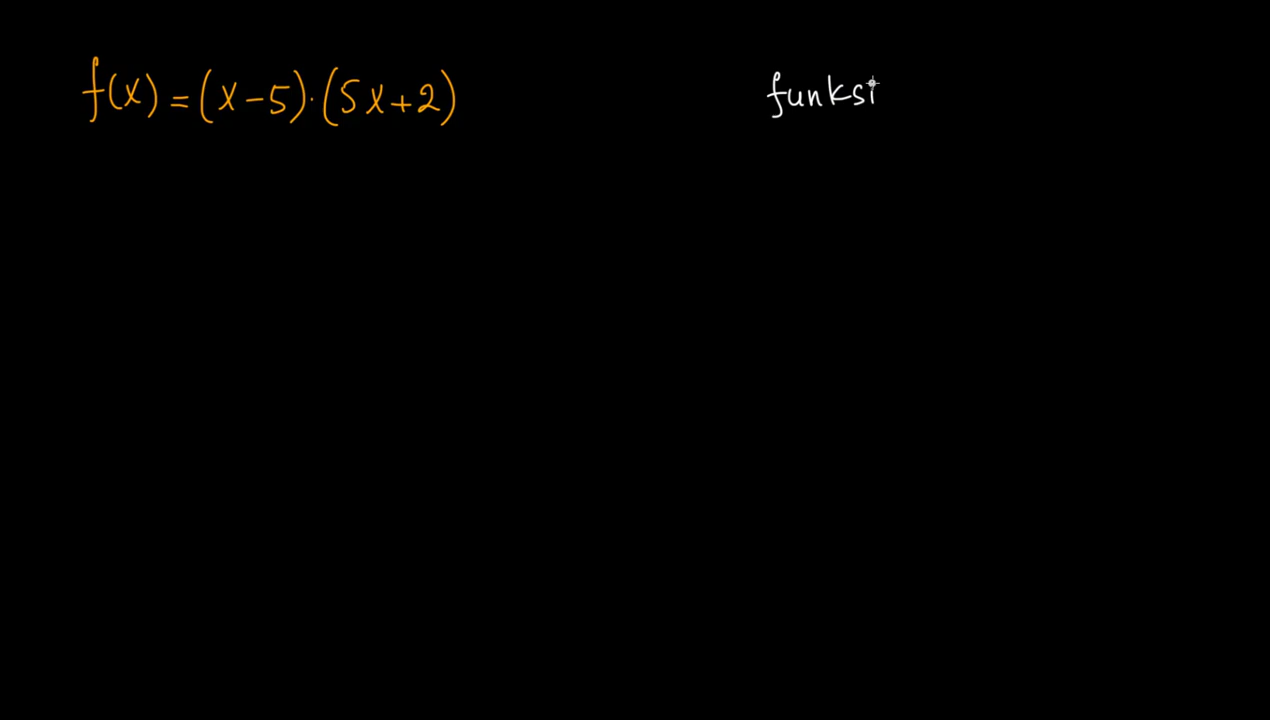 f(x) = (x-5)·(5x+2)
funksi